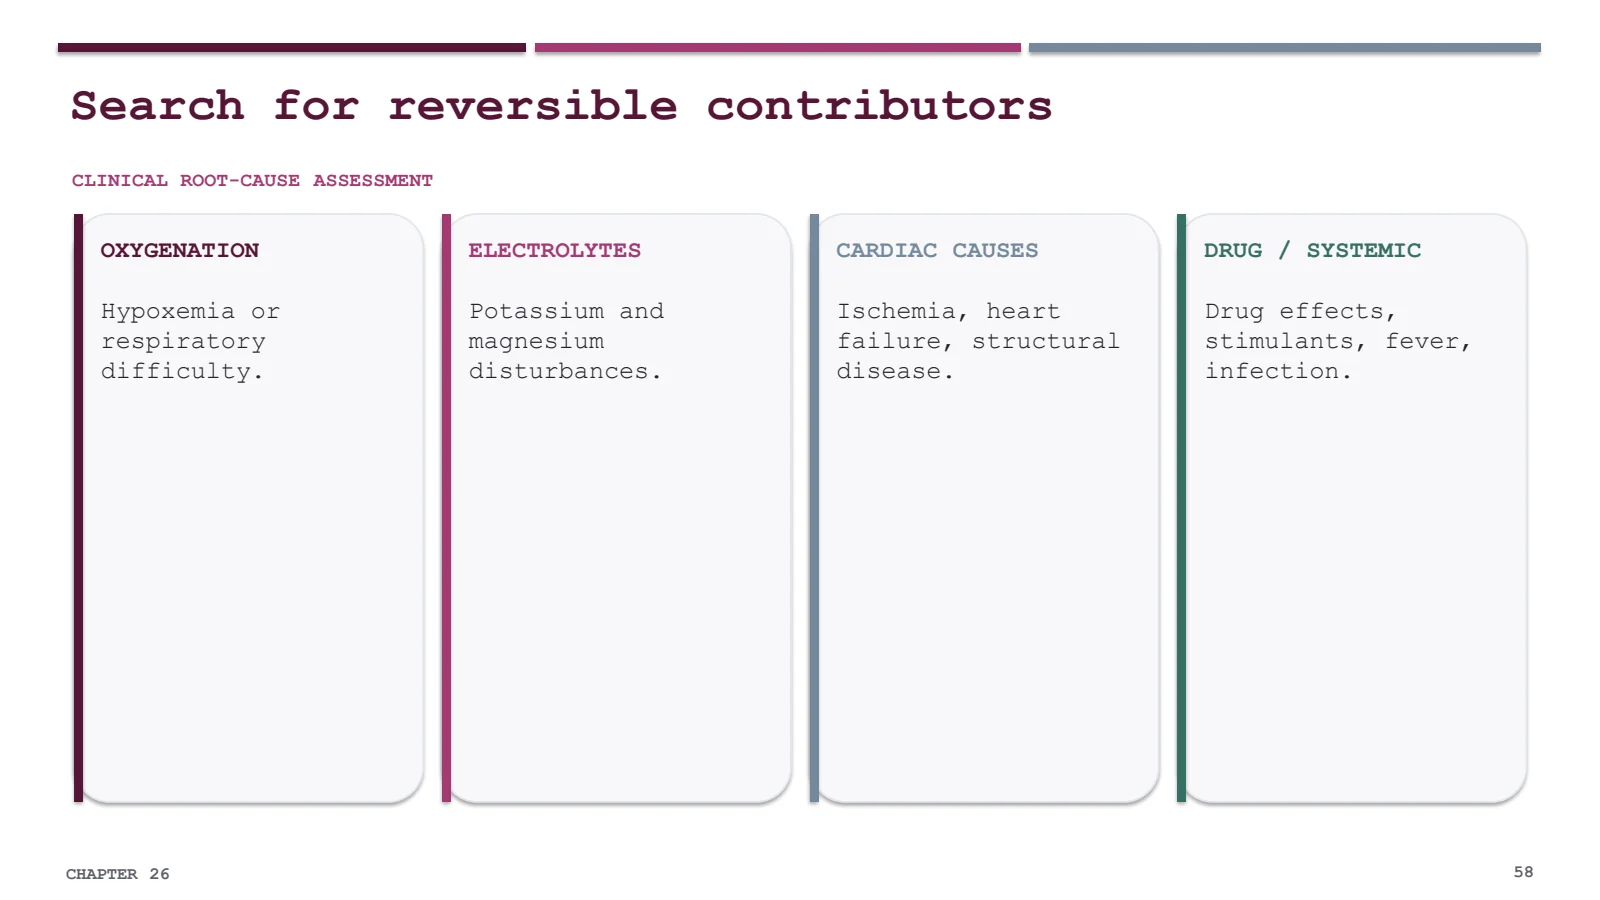 Search for reversible contributors
CLINICAL ROOT-CAUSE ASSESSMENT
OXYGENATION
Hypoxemia or
respiratory
difficulty.
ELECTROLYTES
Potassium and
magnesium
disturbances.
CARDIAC CAUSES
Ischemia, heart
failure, structural
disease.
DRUG / SYSTEMIC
Drug effects,
stimulants, fever,
infection.
CHAPTER 26
58